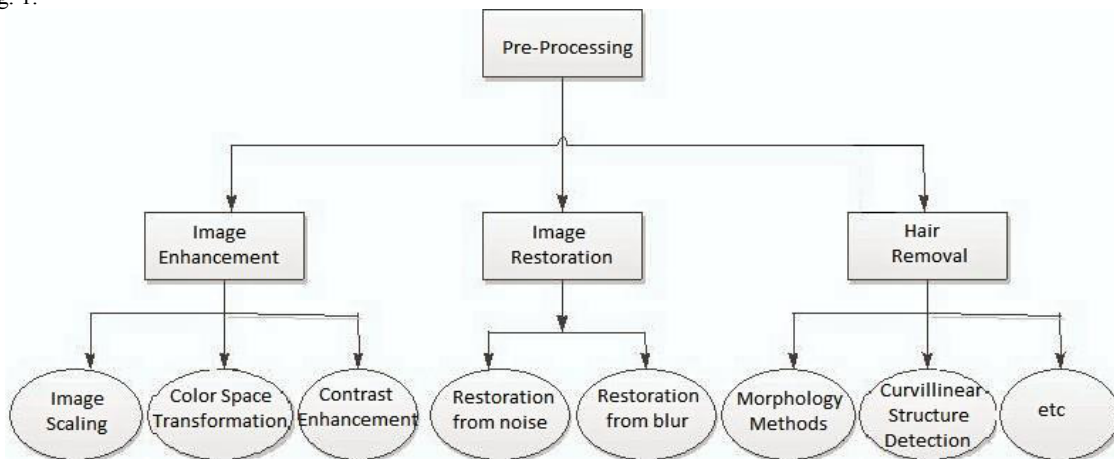 g. 1.
Pre-Processing
Image
Enhancement
Image
Restoration
Hair
Removal
Image
Scaling
Color Space
Transformation
Contrast
Enhancement
Restoration
from noise
Restoration
from blur
Morphology
Methods
Curvillinear
Structure
Detection
etc